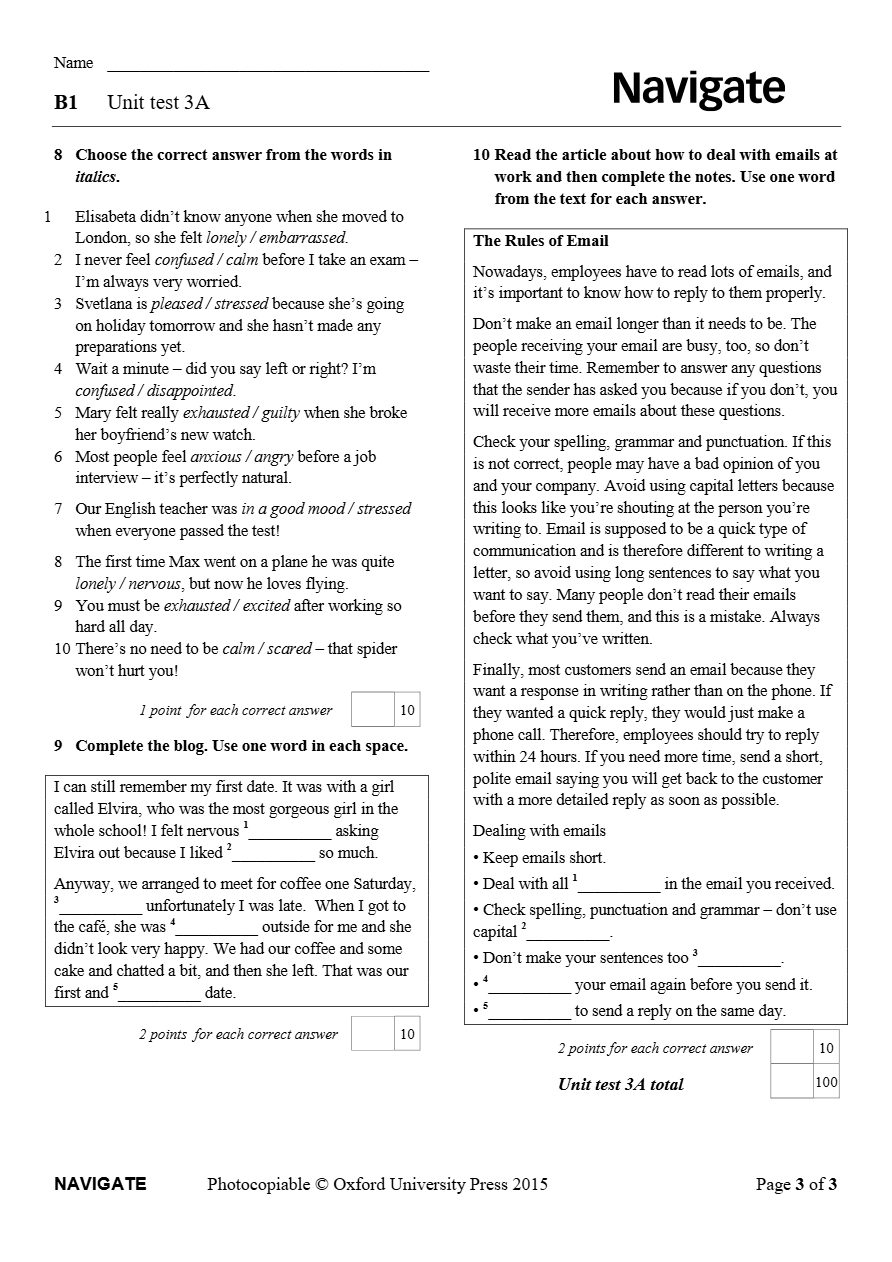 Name ____________________
Navigate
B1 Unit test 3A
8 Choose the correct answer from the words in
italics.
1 Elisabeta didn’t know anyone when she moved to
London, so she felt lonely / embarrassed.
2 I never feel confused / calm before I take an exam –
I’m always very worried.
3 Svetlana is pleased / stressed because she’s going
on holiday tomorrow and she hasn’t made any
preparations yet.
4 Wait a minute – did you say left or right? I’m
confused / disappointed.
5 Mary felt really exhausted / guilty when she broke
her boyfriend’s new watch.
6 Most people feel anxious / angry before a job
interview – it’s perfectly natural.
7 Our English teacher was in a good mood / stressed
when everyone passed the test!
8 The first time Max went on a plane he was quite
lonely / nervous, but now he loves flying.
9 You must be exhausted / excited after working so
hard all day.
10 There’s no need to be calm / scared – that spider
won’t hurt you!
1 point for each correct answer 10
9 Complete the blog. Use one word in each space.
I can still remember my first date. It was with a girl
called Elvira, who was the most gorgeous girl in the
whole school! I felt nervous 1__________ asking
Elvira out because I liked 2__________ so much.
Anyway, we arranged to meet for coffee one Saturday,
3__________ unfortunately I was late. When I got to
the café, she was 4__________ outside for me and she
didn’t look very happy. We had our coffee and some
cake and chatted a bit, and then she left. That was our
first and 5__________ date.
2 points for each correct answer 10
10 Read the article about how to deal with emails at
work and then complete the notes. Use one word
from the text for each answer.
The Rules of Email
Nowadays, employees have to read lots of emails, and
it’s important to know how to reply to them properly.
Don’t make an email longer than it needs to be. The
people receiving your email are busy, too, so don’t
waste their time. Remember to answer any questions
that the sender has asked you because if you don’t, you
will receive more emails about these questions.
Check your spelling, grammar and punctuation. If this
is not correct, people may have a bad opinion of you
and your company. Avoid using capital letters because
this looks like you’re shouting at the person you’re
writing to. Email is supposed to be a quick type of
communication and is therefore different to writing a
letter, so avoid using long sentences to say what you
want to say. Many people don’t read their emails
before they send them, and this is a mistake. Always
check what you’ve written.
Finally, most customers send an email because they
want a response in writing rather than on the phone. If
they wanted a quick reply, they would just make a
phone call. Therefore, employees should try to reply
within 24 hours. If you need more time, send a short,
polite email saying you will get back to the customer
with a more detailed reply as soon as possible.
Dealing with emails
• Keep emails short.
• Deal with all 1__________ in the email you received.
• Check spelling, punctuation and grammar – don’t use
capital 2__________.
• Don’t make your sentences too 3__________.
• 4__________ your email again before you send it.
• 5__________ to send a reply on the same day.
2 points for each correct answer 10
Unit test 3A total 100
NAVIGATE Photocopiable © Oxford University Press 2015 Page 3 of 3